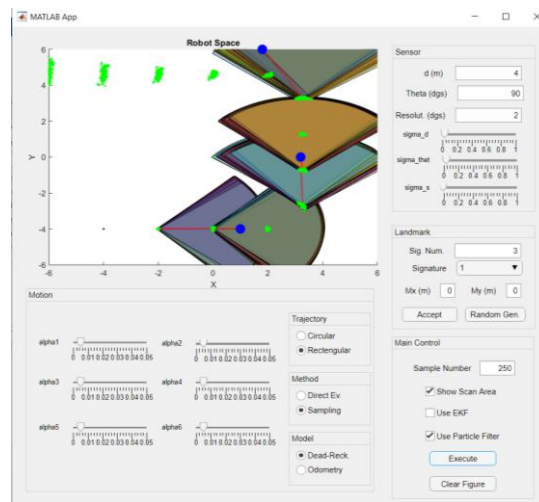 MATLAB App
Robot Space
6
4
2
0
-2
-4
-6
Y
-6 -4 -2 0 2 4 6
X
Sensor
d (m) 4
Theta (dgs) 90
Resolut. (dgs) 2
sigma_d
0 0.2 0.4 0.6 0.8 1
sigma_thet
0 0.2 0.4 0.6 0.8 1
sigma_s
0 0.2 0.4 0.6 0.8 1
Landmark
Sig. Num. 3
Signature 1
Mx (m) 0 My (m) 0
Accept Random Gen.
Motion
alpha1 0 0.01 0.02 0.03 0.04 0.05
alpha2 0 0.01 0.02 0.03 0.04 0.05
alpha3 0 0.01 0.02 0.03 0.04 0.05
alpha4 0 0.01 0.02 0.03 0.04 0.05
alpha5 0 0.01 0.02 0.03 0.04 0.05
alpha6 0 0.01 0.02 0.03 0.04 0.05
Trajectory
Circular
Rectangular
Method
Direct Ev.
Sampling
Model
Dead-Reck.
Odometry
Main Control
Sample Number 250
Show Scan Area
Use EKF
Use Particle Filter
Execute
Clear Figure